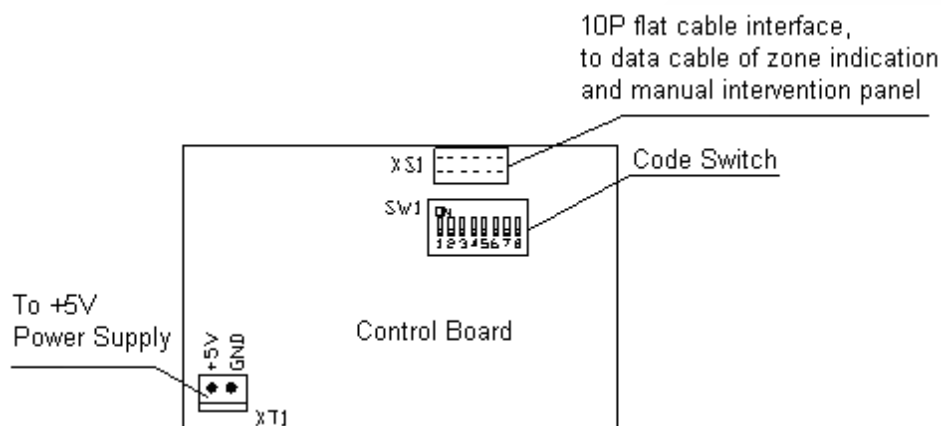 10P flat cable interface,
to data cable of zone indication
and manual intervention panel
XS1
Code Switch
SW1
ON
12345678
To +5V
Power Supply
+5V
GND
Control Board
XT1